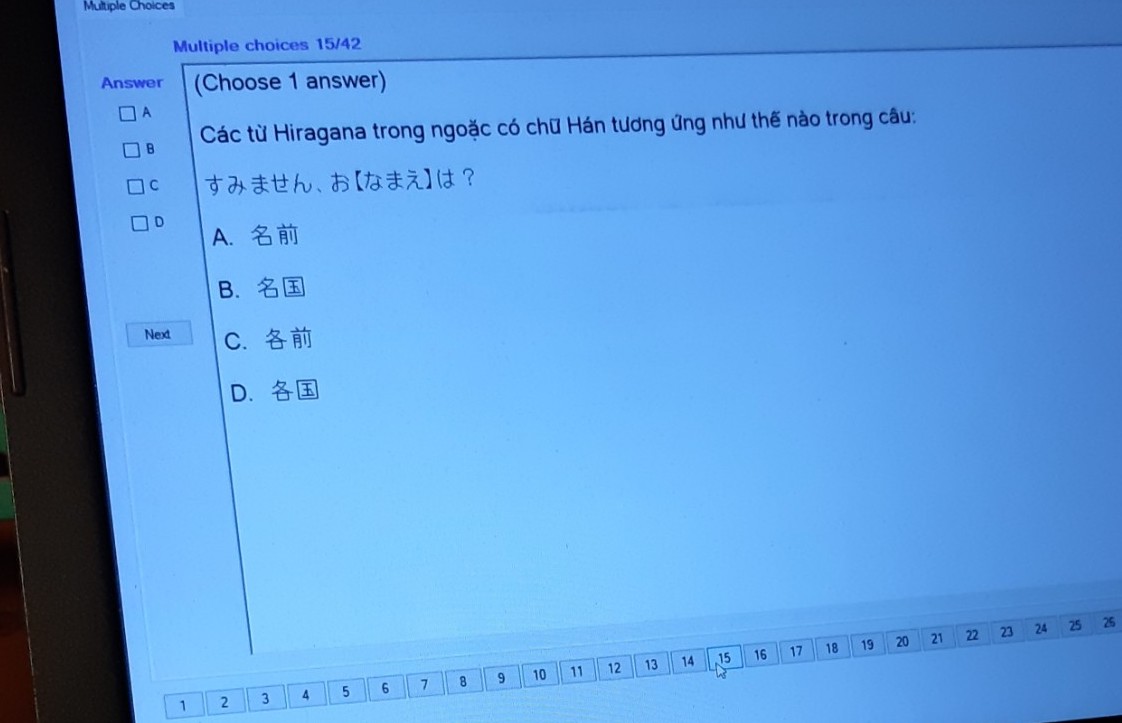 Multiple Choices
Multiple choices 15/42
Answer
A
B
C
D
Next
(Choose 1 answer)
Các từ Hiragana trong ngoặc có chữ Hán tương ứng như thế nào trong câu:
すみません、お【なまえ】は？
A. 名前
B. 名国
C. 各前
D. 各国
1 2 3 4 5 6 7 8 9 10 11 12 13 14 15 16 17 18 19 20 21 22 23 24 25 26